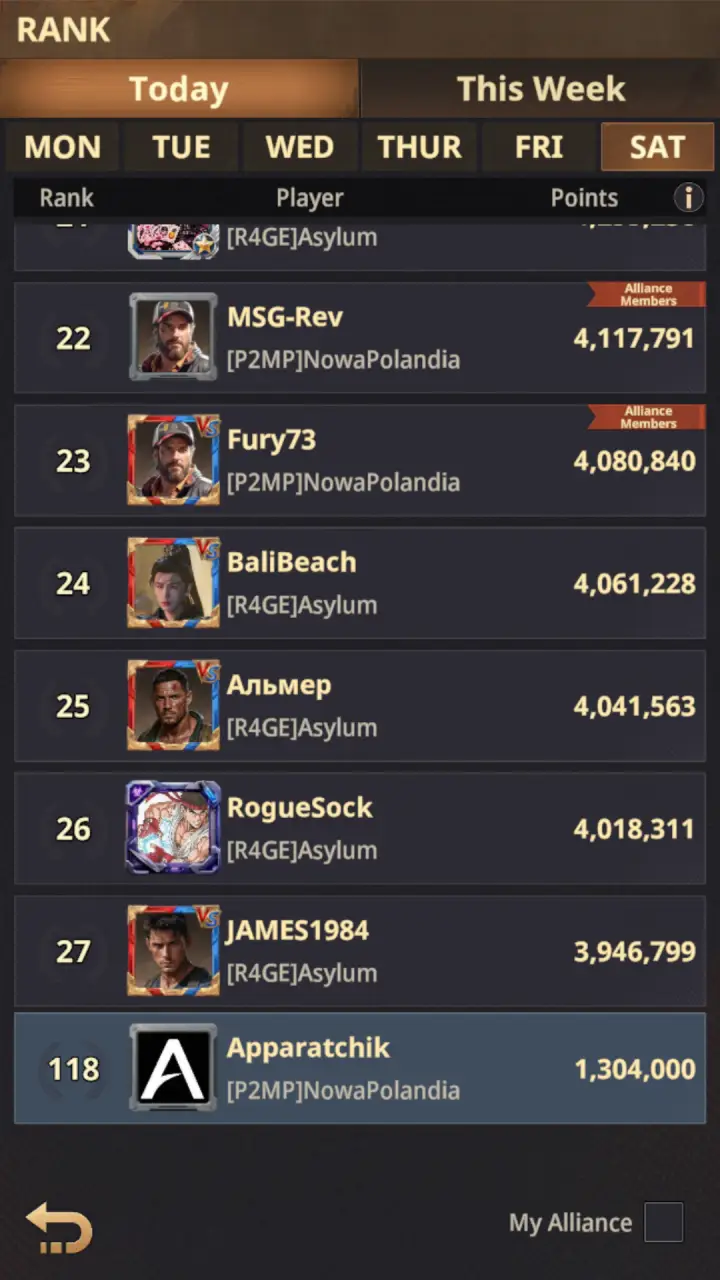 RANK
Today
This Week
MON
TUE
WED
THUR
FRI
SAT
Rank
Player
Points
[R4GE]Asylum
22
MSG-Rev
[P2MP]NowaPolandia
Alliance
Members
4,117,791
23
Fury73
[P2MP]NowaPolandia
Alliance
Members
4,080,840
24
BaliBeach
[R4GE]Asylum
4,061,228
25
Альмер
[R4GE]Asylum
4,041,563
26
RogueSock
[R4GE]Asylum
4,018,311
27
JAMES1984
[R4GE]Asylum
3,946,799
118
Apparatchik
[P2MP]NowaPolandia
1,304,000
My Alliance